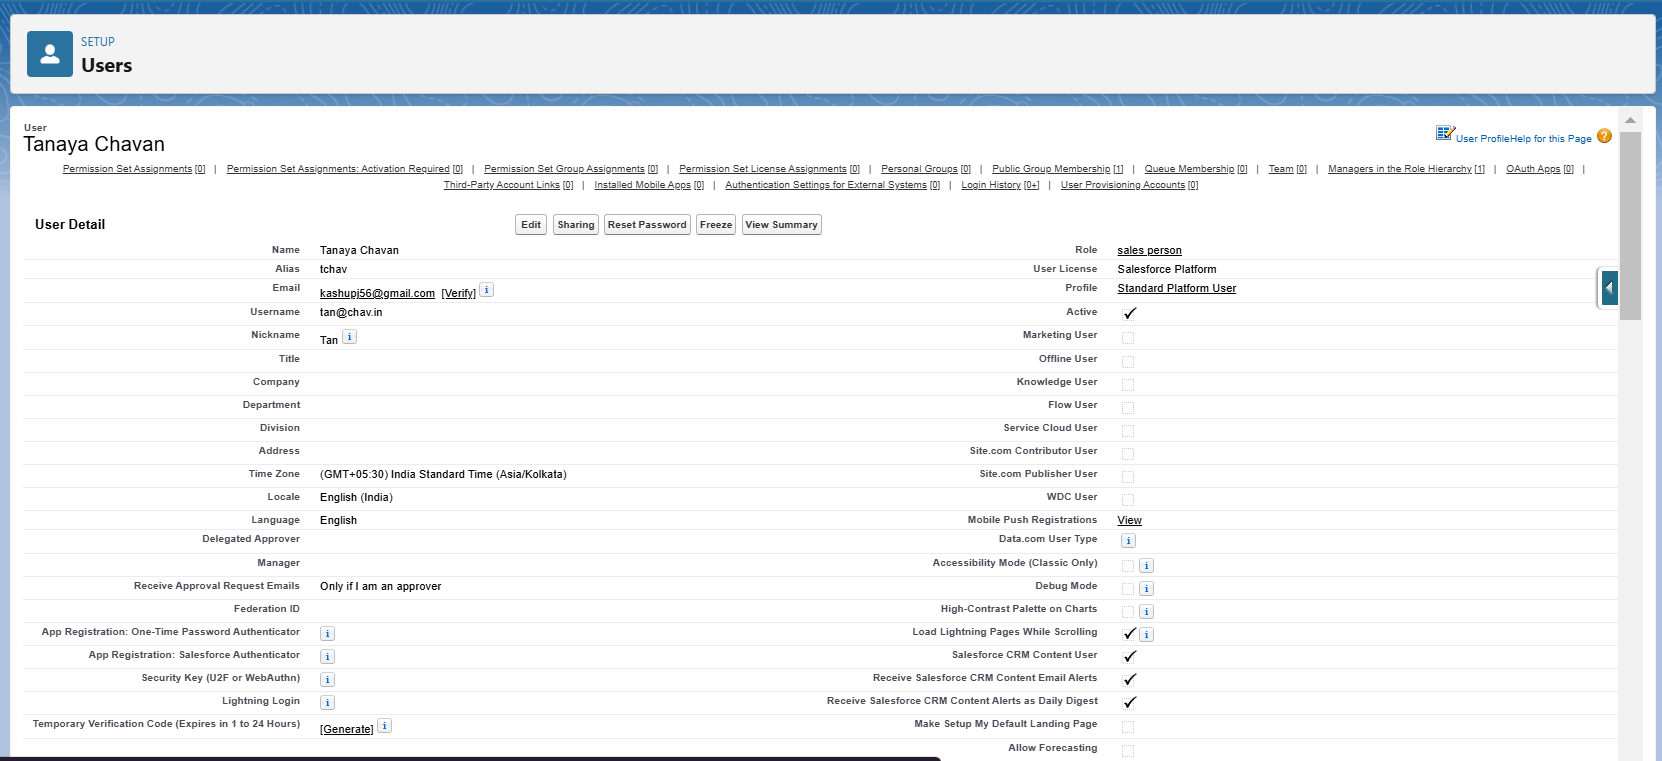 SETUP
Users
User
Tanaya Chavan
User Profile Help for this Page
Permission Set Assignments [0] | Permission Set Assignments: Activation Required [0] | Permission Set Group Assignments [0] | Permission Set License Assignments [0] | Personal Groups [0] | Public Group Membership [1] | Queue Membership [0] | Team [0] | Managers in the Role Hierarchy [1] | OAuth Apps [0] |
Third-Party Account Links [0] | Installed Mobile Apps [0] | Authentication Settings for External Systems [0] | Login History [0+] | User Provisioning Accounts [0]
User Detail Edit Sharing Reset Password Freeze View Summary
Name Tanaya Chavan Role sales person
Alias tchav User License Salesforce Platform
Email kashupj56@gmail.com [Verify] i Profile Standard Platform User
Username tan@chav.in Active ✓
Nickname Tan i Marketing User
Title Offline User
Company Knowledge User
Department Flow User
Division Service Cloud User
Address Site.com Contributor User
Time Zone (GMT+05:30) India Standard Time (Asia/Kolkata) Site.com Publisher User
Locale English (India) WDC User
Language English Mobile Push Registrations View
Delegated Approver Data.com User Type i
Manager Accessibility Mode (Classic Only) i
Receive Approval Request Emails Only if I am an approver Debug Mode i
Federation ID High-Contrast Palette on Charts i
App Registration: One-Time Password Authenticator i Load Lightning Pages While Scrolling ✓ i
App Registration: Salesforce Authenticator i Salesforce CRM Content User ✓
Security Key (U2F or WebAuthn) i Receive Salesforce CRM Content Email Alerts ✓
Lightning Login i Receive Salesforce CRM Content Alerts as Daily Digest ✓
Temporary Verification Code (Expires in 1 to 24 Hours) [Generate] i Make Setup My Default Landing Page
Allow Forecasting